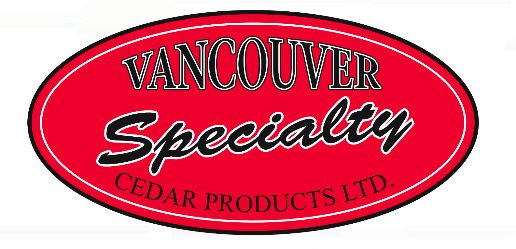 VANCOUVER
Specialty
CEDAR PRODUCTS LTD.